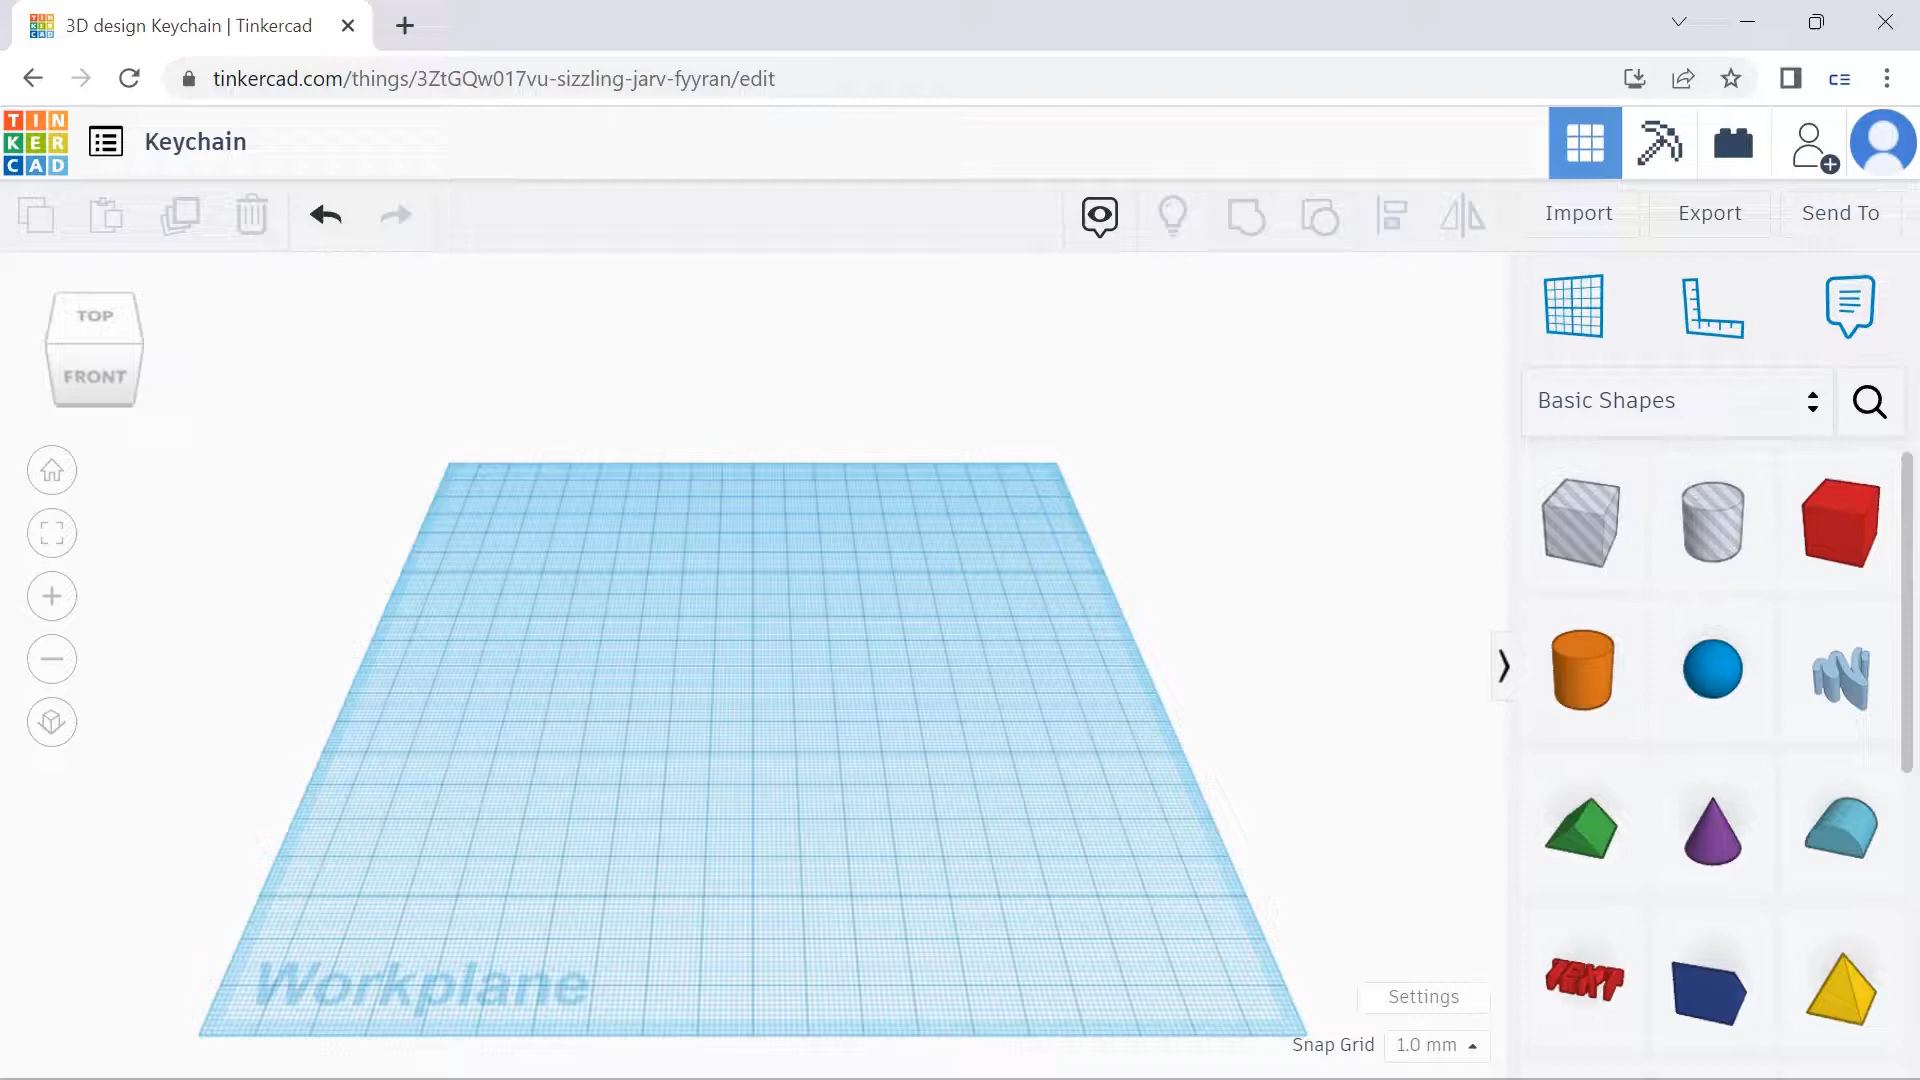 3D design Keychain | Tinkercad
tinkercad.com/things/3ZtGQw017vu-sizzling-jarv-fyyran/edit
TIN
KER
CAD
Keychain
Import
Export
Send To
TOP
FRONT
Basic Shapes
TEXT
Workplane
Settings
Snap Grid
1.0 mm